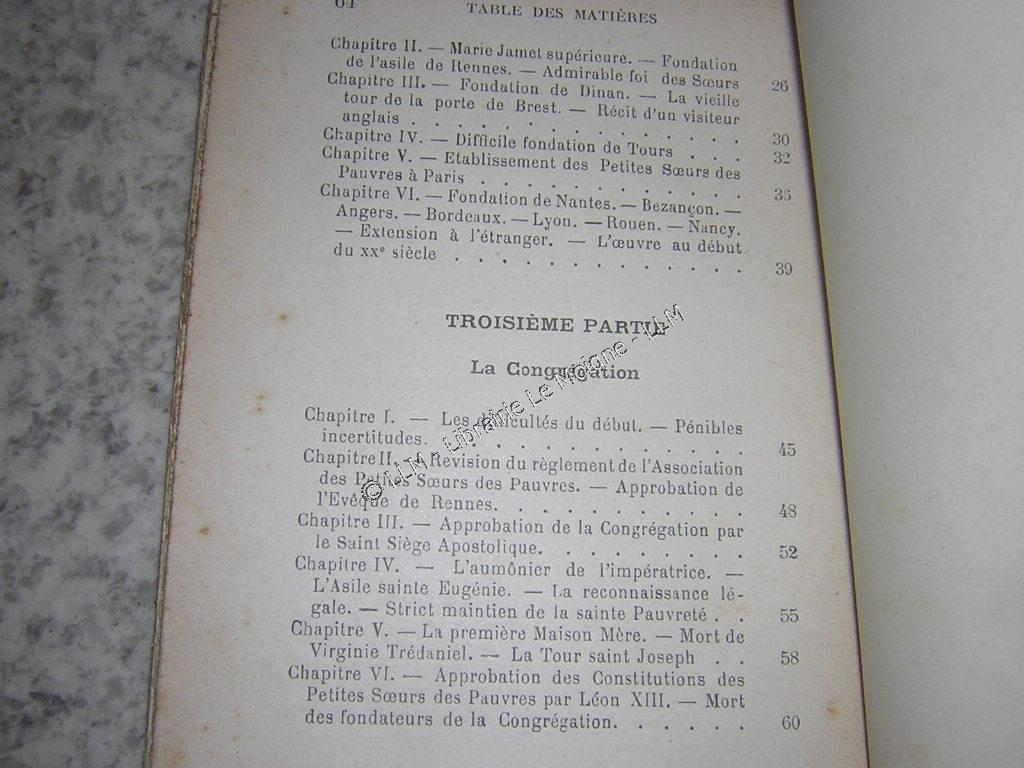 64 TABLE DES MATIÈRES
Chapitre II. — Marie Jamet supérieure. — Fondation
de l'asile de Rennes. — Admirable foi des Sœurs 26
Chapitre III. — Fondation de Dinan. — La vieille
tour de la porte de Brest. — Récit d'un visiteur
anglais . . . . . . . . . . . . . 30
Chapitre IV. — Difficile fondation de Tours . . . 32
Chapitre V. — Etablissement des Petites Sœurs des
Pauvres à Paris . . . . . . . . . . . 35
Chapitre VI. — Fondation de Nantes. — Bezançon. —
Angers. — Bordeaux. — Lyon. — Rouen. — Nancy.
— Extension à l'étranger. — L'œuvre au début
du XXe siècle . . . . . . . . . . . . 39
TROISIÈME PARTIE
La Congrégation
Chapitre I. — Les difficultés du début. — Pénibles
incertitudes. . . . . . . . . . . . . 45
Chapitre II. — Revision du règlement de l'Association
des Petites Sœurs des Pauvres. — Approbation de
l'Evêque de Rennes. . . . . . . . . . 48
Chapitre III. — Approbation de la Congrégation par
le Saint Siège Apostolique. . . . . . . . . 52
Chapitre IV. — L'aumônier de l'impératrice. —
L'Asile sainte Eugénie. — La reconnaissance lé-
gale. — Strict maintien de la sainte Pauvreté . . 55
Chapitre V. — La première Maison Mère. — Mort de
Virginie Trédaniel. — La Tour saint Joseph . . 58
Chapitre VI. — Approbation des Constitutions des
Petites Sœurs des Pauvres par Léon XIII. — Mort
des fondateurs de la Congrégation. . . . . . 60
© LLM - Librairie Le Moigne - LLM